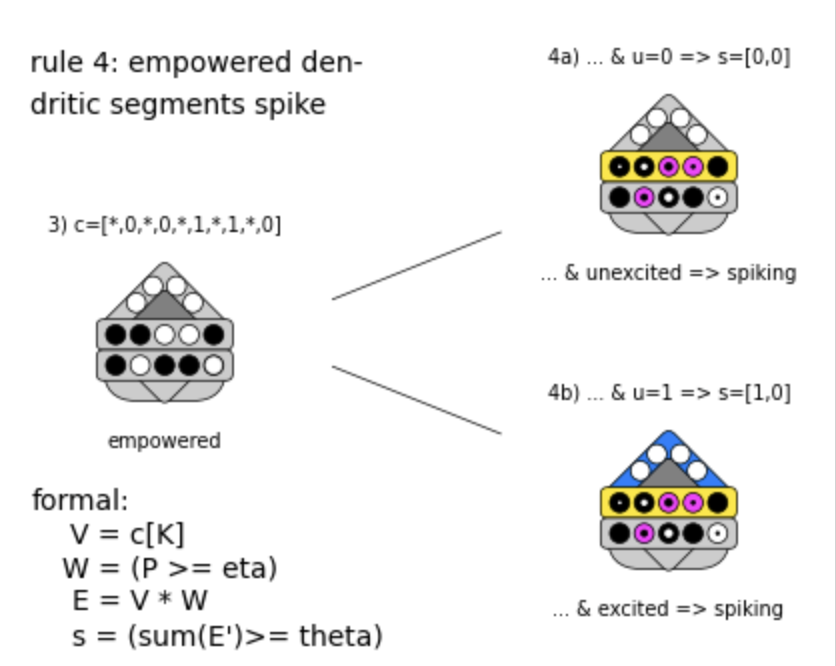 rule 4: empowered den-
dritic segments spike
3) c=[*,0,*,0,*,1,*,1,*,0]
empowered
4a) ... & u=0 => s=[0,0]
... & unexcited => spiking
4b) ... & u=1 => s=[1,0]
... & excited => spiking
formal:
V = c[K]
W = (P >= eta)
E = V * W
s = (sum(E')>= theta)